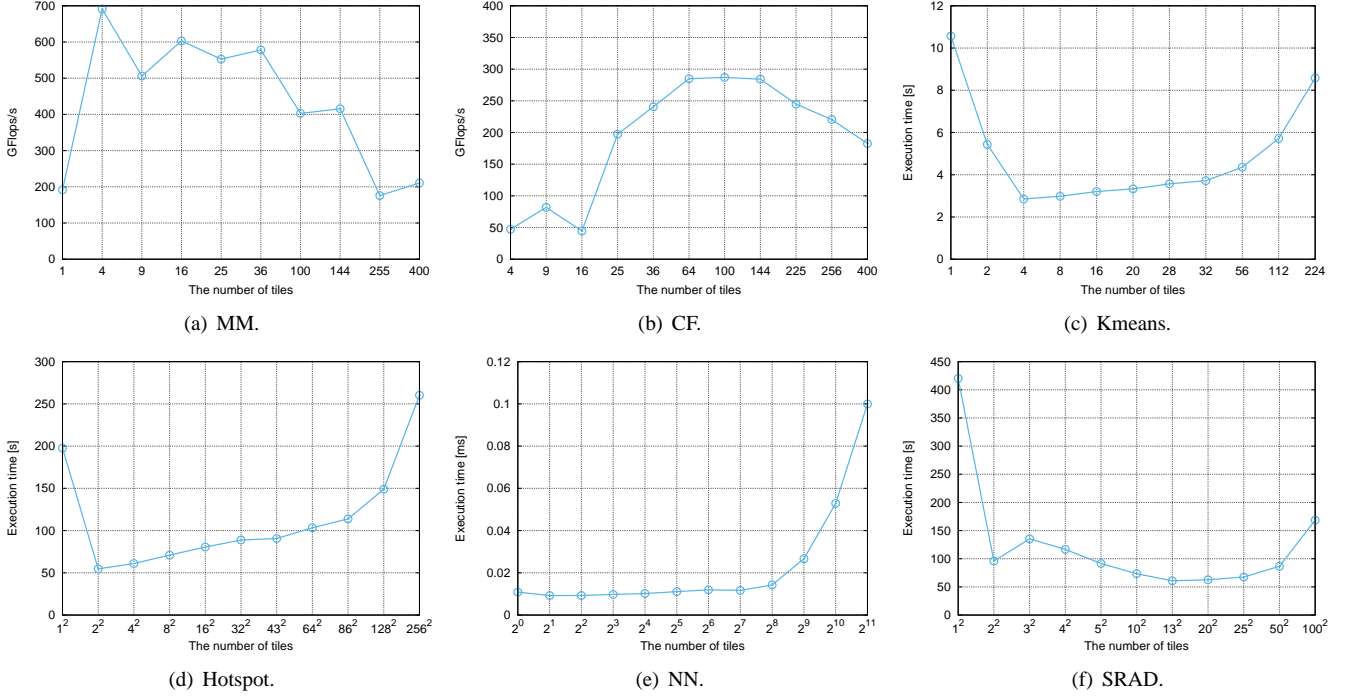 700
600
500
400
300
200
100
0
GFlops/s
1 4 9 16 25 36 100 144 255 400
The number of tiles
(a) MM.
400
350
300
250
200
150
100
50
0
GFlops/s
4 9 16 25 36 64 100 144 225 256 400
The number of tiles
(b) CF.
12
10
8
6
4
2
0
Execution time [s]
1 2 4 8 16 20 28 32 56 112 224
The number of tiles
(c) Kmeans.
300
250
200
150
100
50
0
Execution time [s]
1² 2² 4² 8² 16² 32² 43² 64² 86² 128² 256²
The number of tiles
(d) Hotspot.
0.12
0.1
0.08
0.06
0.04
0.02
0
Execution time [ms]
2⁰ 2¹ 2² 2³ 2⁴ 2⁵ 2⁶ 2⁷ 2⁸ 2⁹ 2¹⁰ 2¹¹
The number of tiles
(e) NN.
450
400
350
300
250
200
150
100
50
0
Execution time [s]
1² 2² 3² 4² 5² 10² 13² 20² 25² 50² 100²
The number of tiles
(f) SRAD.